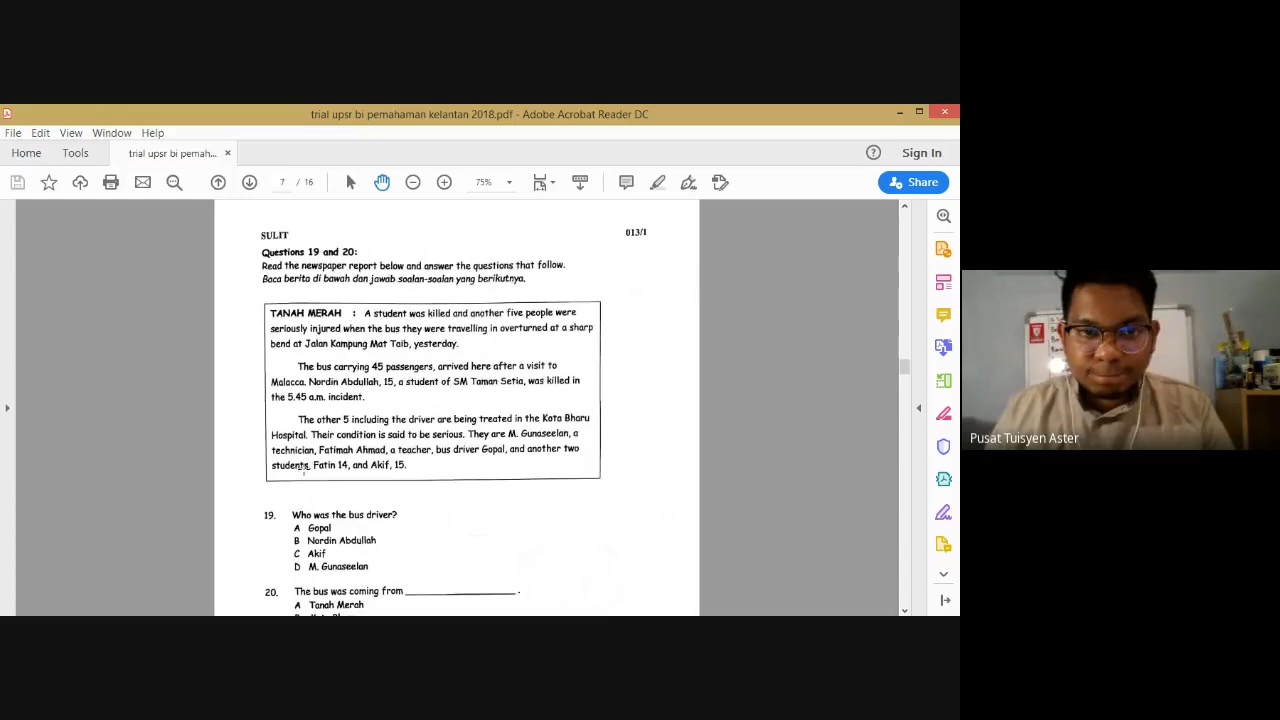 trial upsr bi pemahaman kelantan 2018.pdf - Adobe Acrobat Reader DC
File Edit View Window Help
Home Tools trial upsr bi pemah... × Sign In
7 / 16 75% Share
SULIT 013/1
Questions 19 and 20:
Read the newspaper report below and answer the questions that follow.
Baca berita di bawah dan jawab soalan-soalan yang berikutnya.
TANAH MERAH : A student was killed and another five people were
seriously injured when the bus they were travelling in overturned at a sharp
bend at Jalan Kampung Mat Taib, yesterday.
The bus carrying 45 passengers, arrived here after a visit to
Malacca. Nordin Abdullah, 15, a student of SM Taman Setia, was killed in
the 5.45 a.m. incident.
The other 5 including the driver are being treated in the Kota Bharu
Hospital. Their condition is said to be serious. They are M. Gunaseelan, a
technician, Fatimah Ahmad, a teacher, bus driver Gopal, and another two
students, Fatin 14, and Akif, 15.
19. Who was the bus driver?
A Gopal
B Nordin Abdullah
C Akif
D M. Gunaseelan
20. The bus was coming from ____________________ .
A Tanah Merah
Pusat Tuisyen Aster